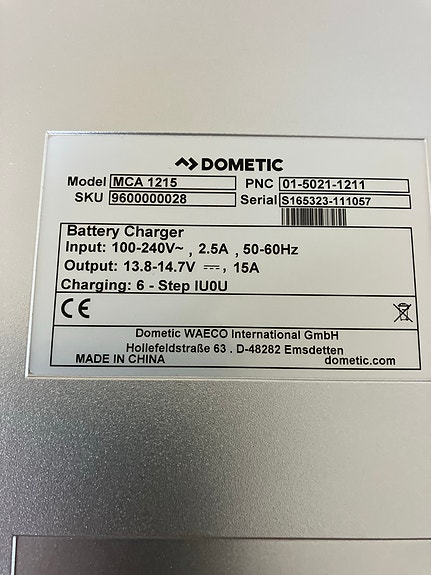 DOMETIC
Model MCA 1215 PNC 01-5021-1211
SKU 9600000028 Serial S165323-111057
Battery Charger
Input: 100-240V~ , 2.5A , 50-60Hz
Output: 13.8-14.7V ⎓, 15A
Charging: 6 - Step IU0U
CE
Dometic WAECO International GmbH
Hollefeldstraße 63 . D-48282 Emsdetten
MADE IN CHINA dometic.com